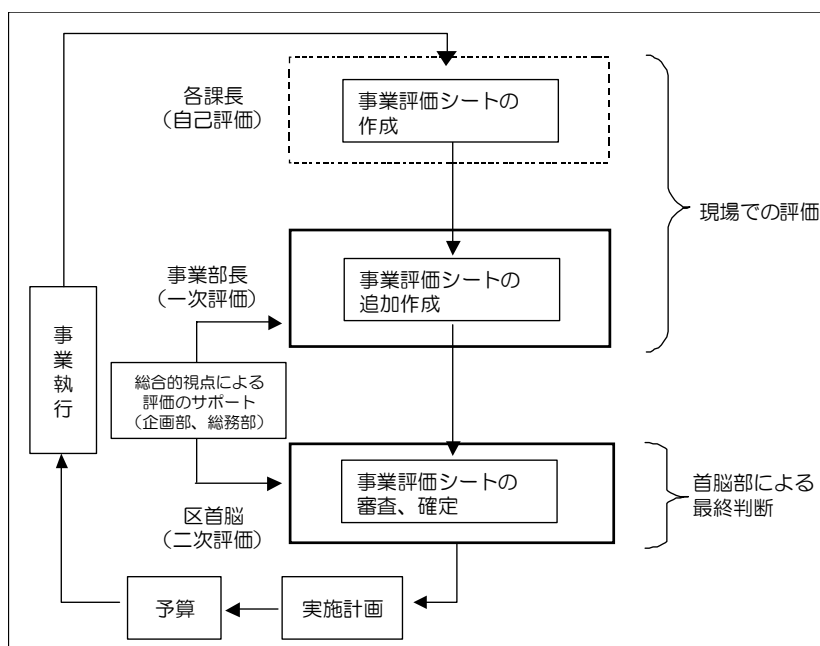 各課長
（自己評価）
事業評価シートの
作成
現場での評価
事業部長
（一次評価）
事業評価シートの
追加作成
事業執行
総合的視点による
評価のサポート
（企画部、総務部）
区首脳
（二次評価）
事業評価シートの
審査、確定
首脳部による
最終判断
予算
実施計画